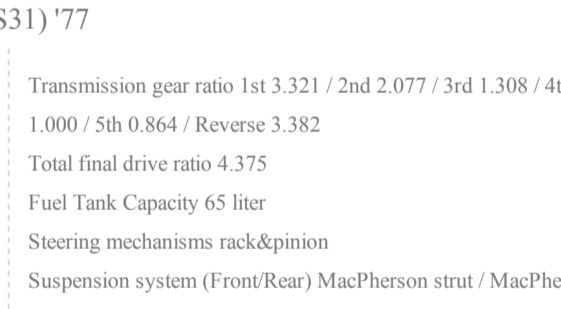 S31) '77
Transmission gear ratio 1st 3.321 / 2nd 2.077 / 3rd 1.308 / 4t
1.000 / 5th 0.864 / Reverse 3.382
Total final drive ratio 4.375
Fuel Tank Capacity 65 liter
Steering mechanisms rack&pinion
Suspension system (Front/Rear) MacPherson strut / MacPhe